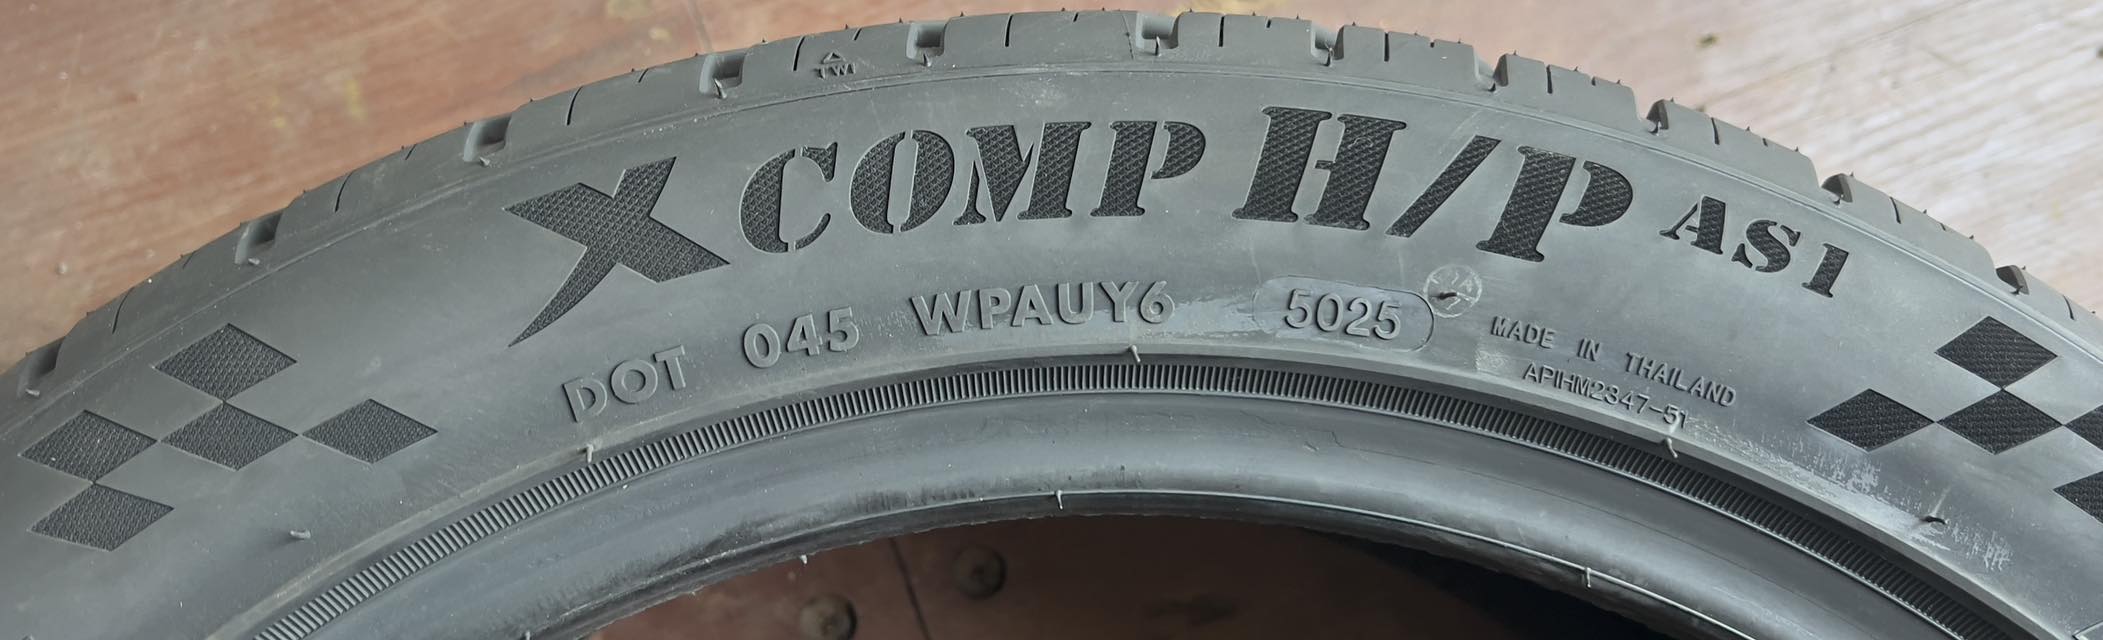 TWI
X COMP H/P AS1
DOT 045 WPAUY6 5025
MADE IN THAILAND
APIHM2347-51